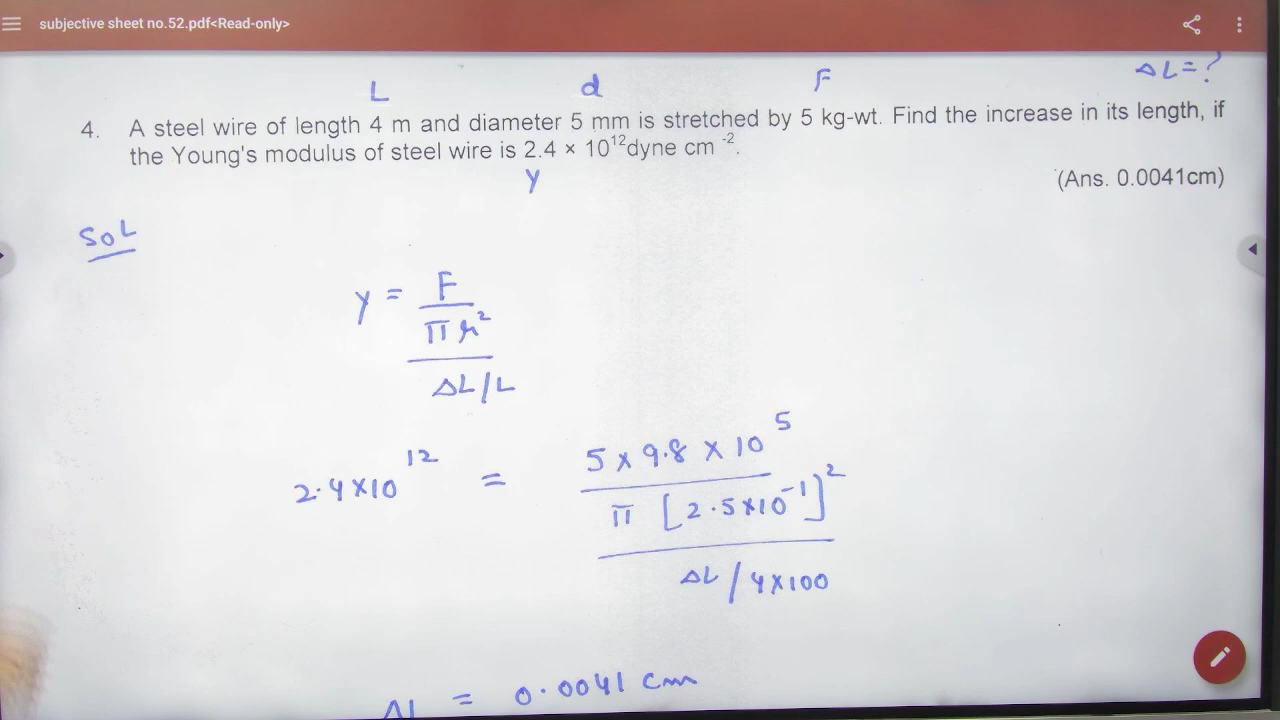 subjective sheet no.52.pdf<Read-only>
L d F ΔL = ?
4. A steel wire of length 4 m and diameter 5 mm is stretched by 5 kg-wt. Find the increase in its length, if
the Young's modulus of steel wire is 2.4 × 10¹² dyne cm ⁻².
Y
(Ans. 0.0041cm)
SOL
y = F
πr²
ΔL/L
2.4×10¹² = 5 × 9.8 × 10⁵
π [2.5×10⁻¹]²
ΔL / 4×100
ΔL = 0.0041 cm